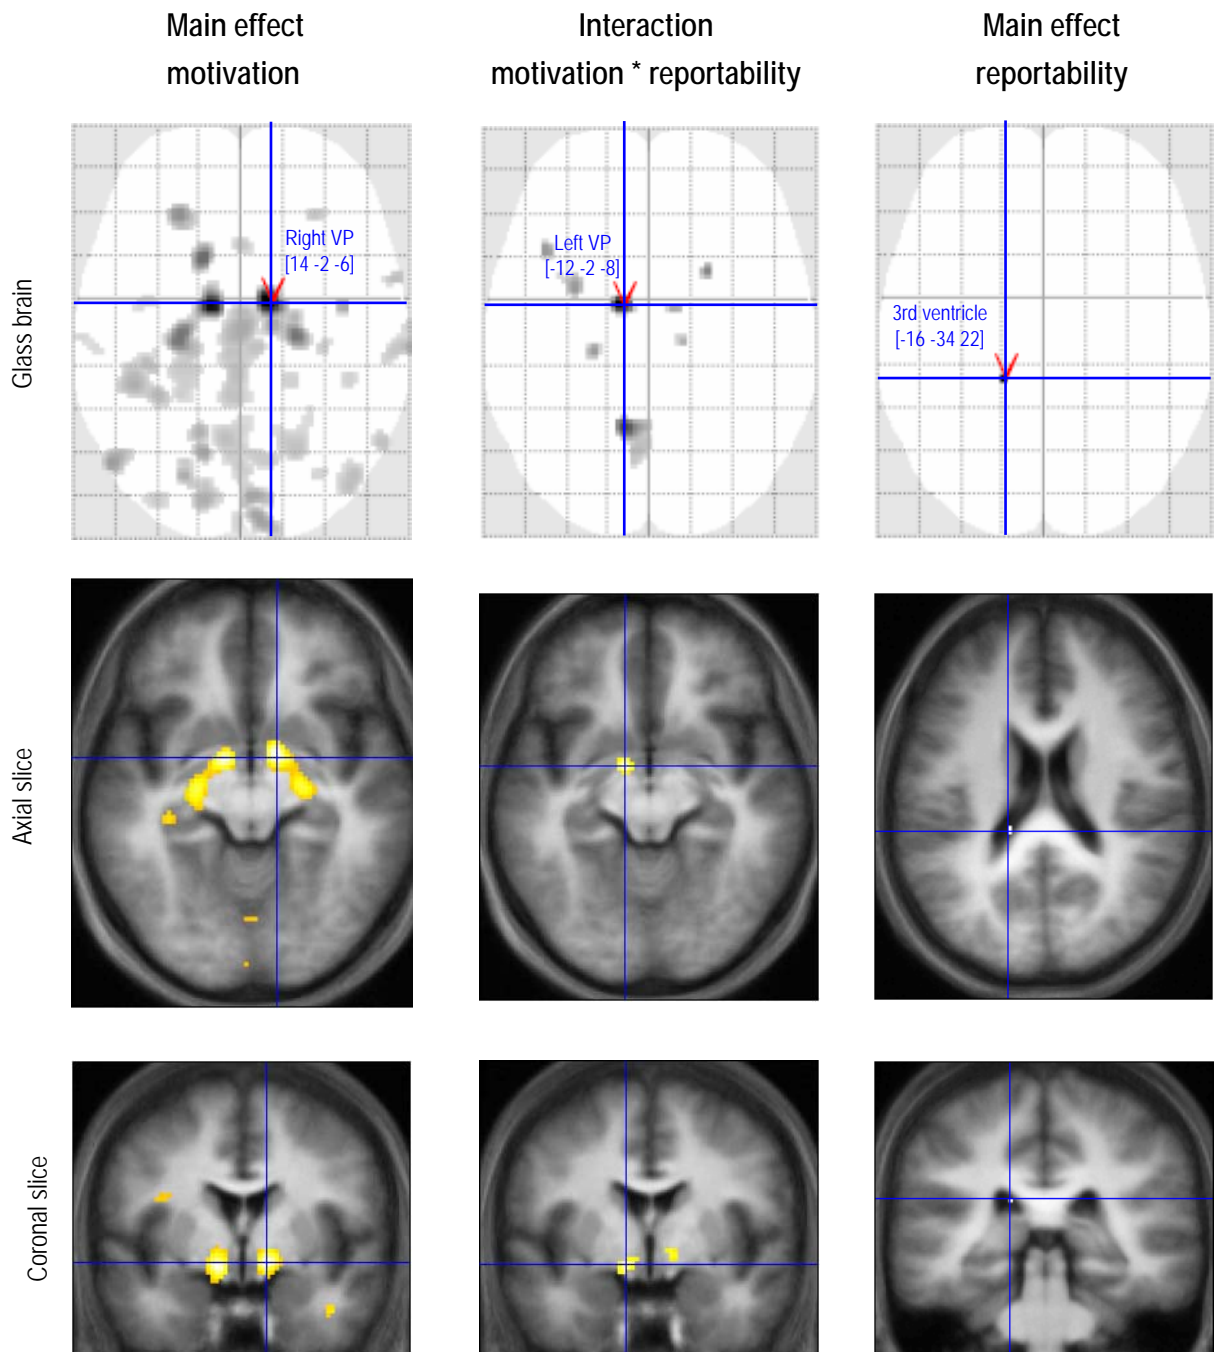 Main effect
motivation
Interaction
motivation * reportability
Main effect
reportability
Glass brain
Right VP
[14 -2 -6]
Left VP
[-12 -2 -8]
3rd ventricle
[-16 -34 22]
Axial slice
Coronal slice